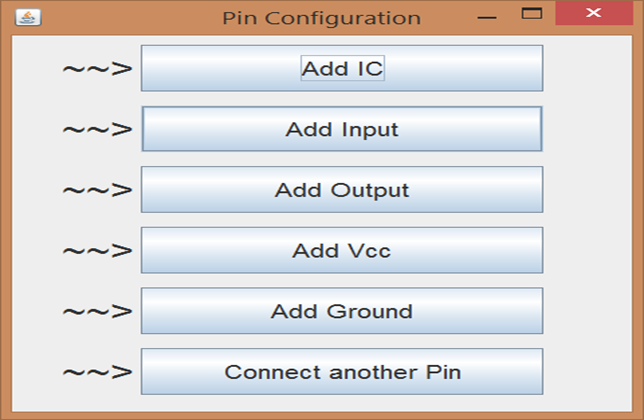 Pin Configuration
~~> Add IC
~~> Add Input
~~> Add Output
~~> Add Vcc
~~> Add Ground
~~> Connect another Pin